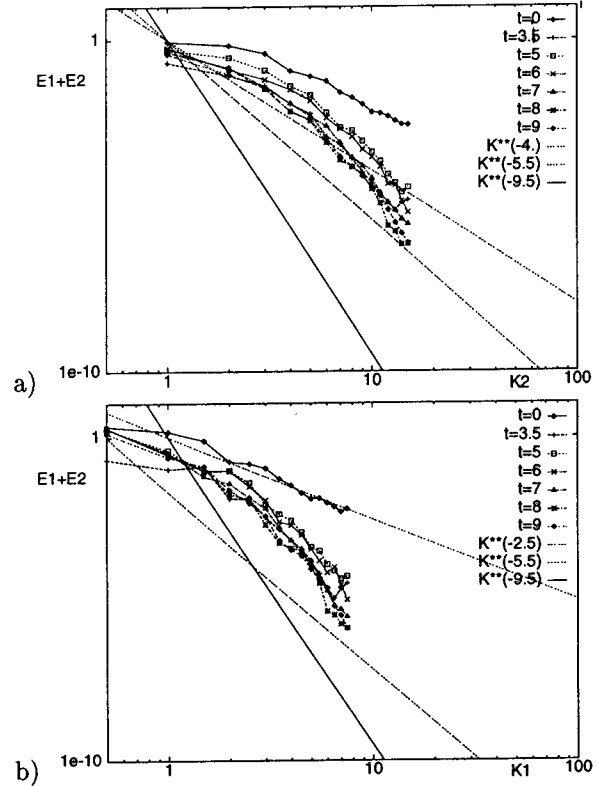 1
E1+E2
t=0
t=3.5
t=5
t=6
t=7
t=8
t=9
K**(-4.)
K**(-5.5)
K**(-9.5)
1e-10
1
10
K2
100
a)
1
E1+E2
t=0
t=3.5
t=5
t=6
t=7
t=8
t=9
K**(-2.5)
K**(-5.5)
K**(-9.5)
1e-10
1
10
K1
100
b)